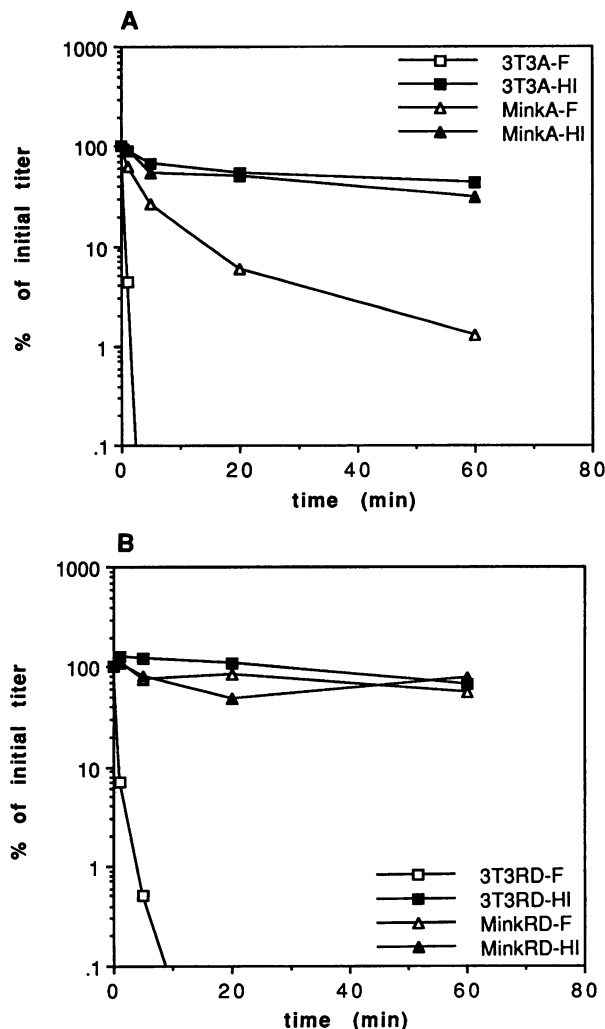 A
1000
100
10
1
.1
% of initial titer
0
20
40
60
80
time (min)
3T3A-F
3T3A-HI
MinkA-F
MinkA-HI
B
1000
100
10
1
.1
% of initial titer
0
20
40
60
80
time (min)
3T3RD-F
3T3RD-HI
MinkRD-F
MinkRD-HI